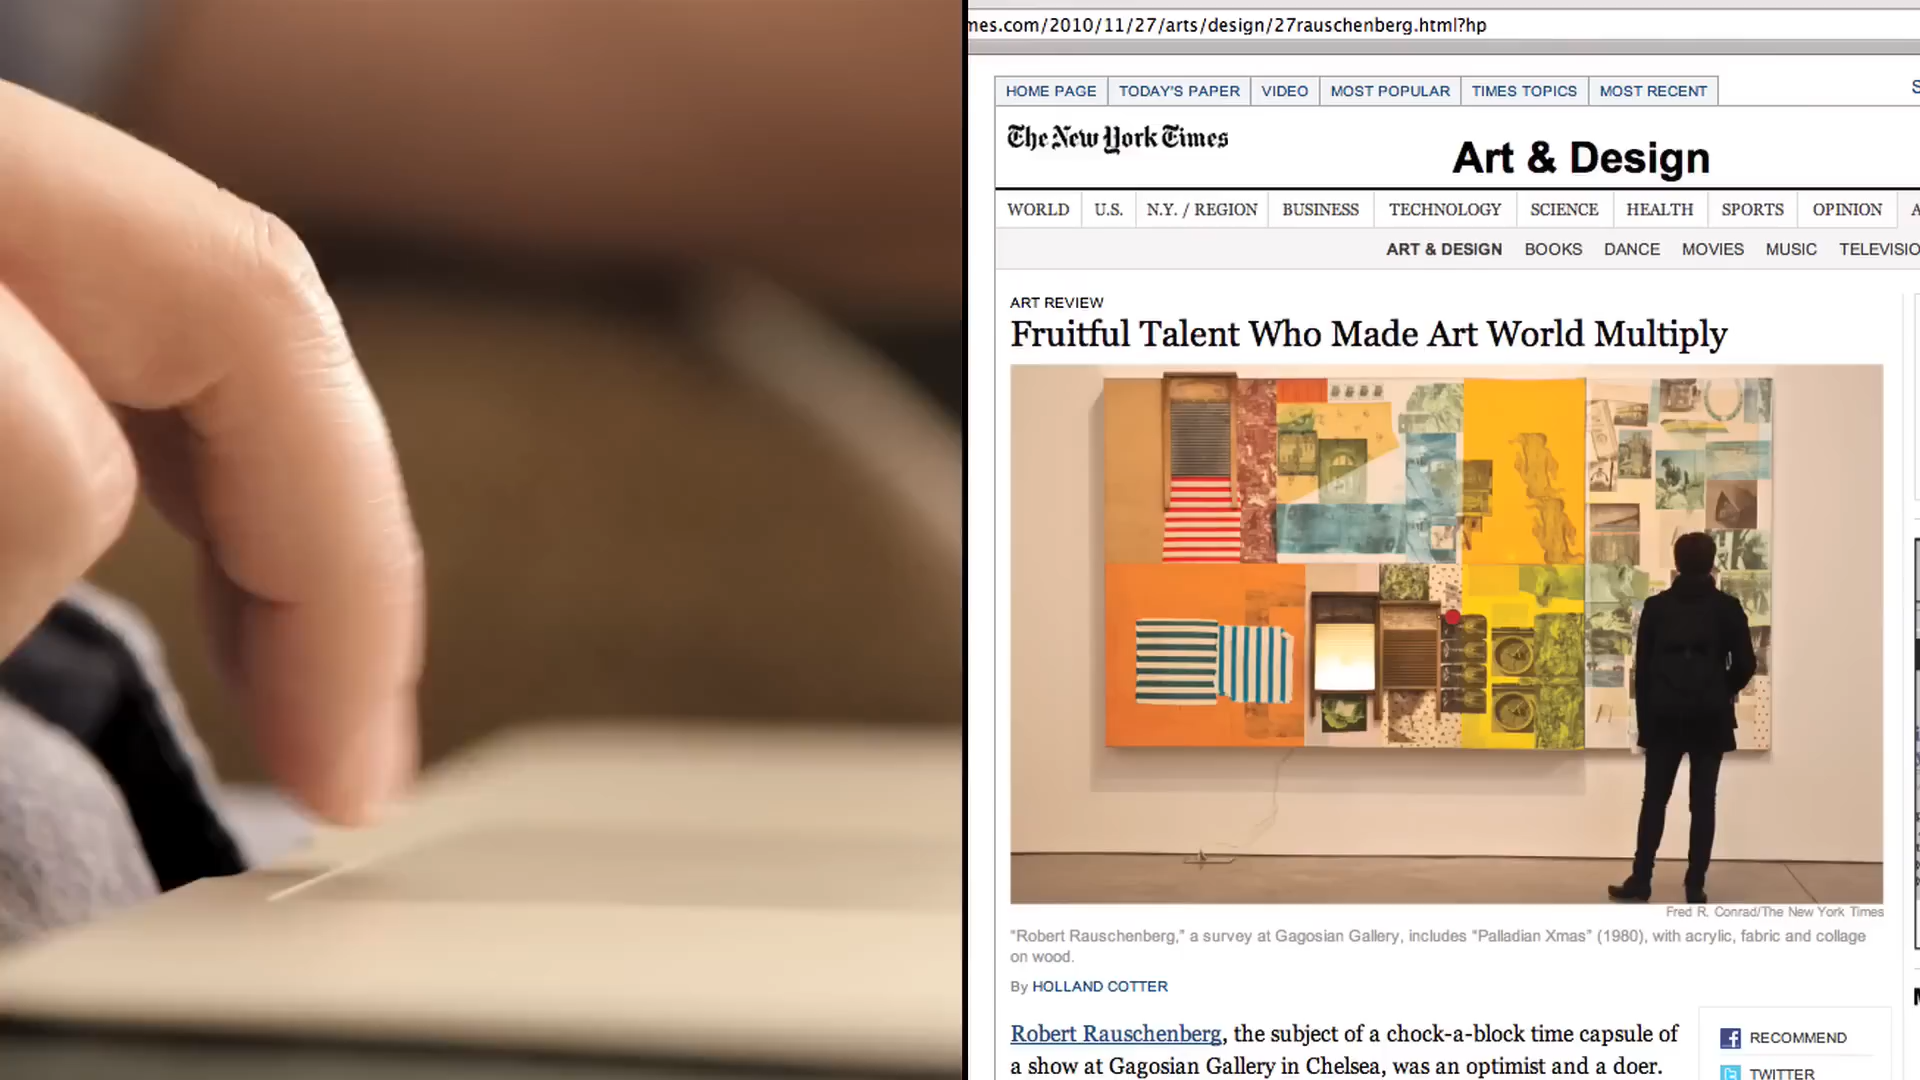 mes.com/2010/11/27/arts/design/27rauschenberg.html?hp
HOME PAGE TODAY'S PAPER VIDEO MOST POPULAR TIMES TOPICS MOST RECENT
The New York Times
Art & Design
WORLD U.S. N.Y. / REGION BUSINESS TECHNOLOGY SCIENCE HEALTH SPORTS OPINION
ART & DESIGN BOOKS DANCE MOVIES MUSIC TELEVISIO
ART REVIEW
Fruitful Talent Who Made Art World Multiply
Fred R. Conrad/The New York Times
“Robert Rauschenberg,” a survey at Gagosian Gallery, includes “Palladian Xmas” (1980), with acrylic, fabric and collage
on wood.
By HOLLAND COTTER
Robert Rauschenberg, the subject of a chock-a-block time capsule of
a show at Gagosian Gallery in Chelsea, was an optimist and a doer.
RECOMMEND
TWITTER